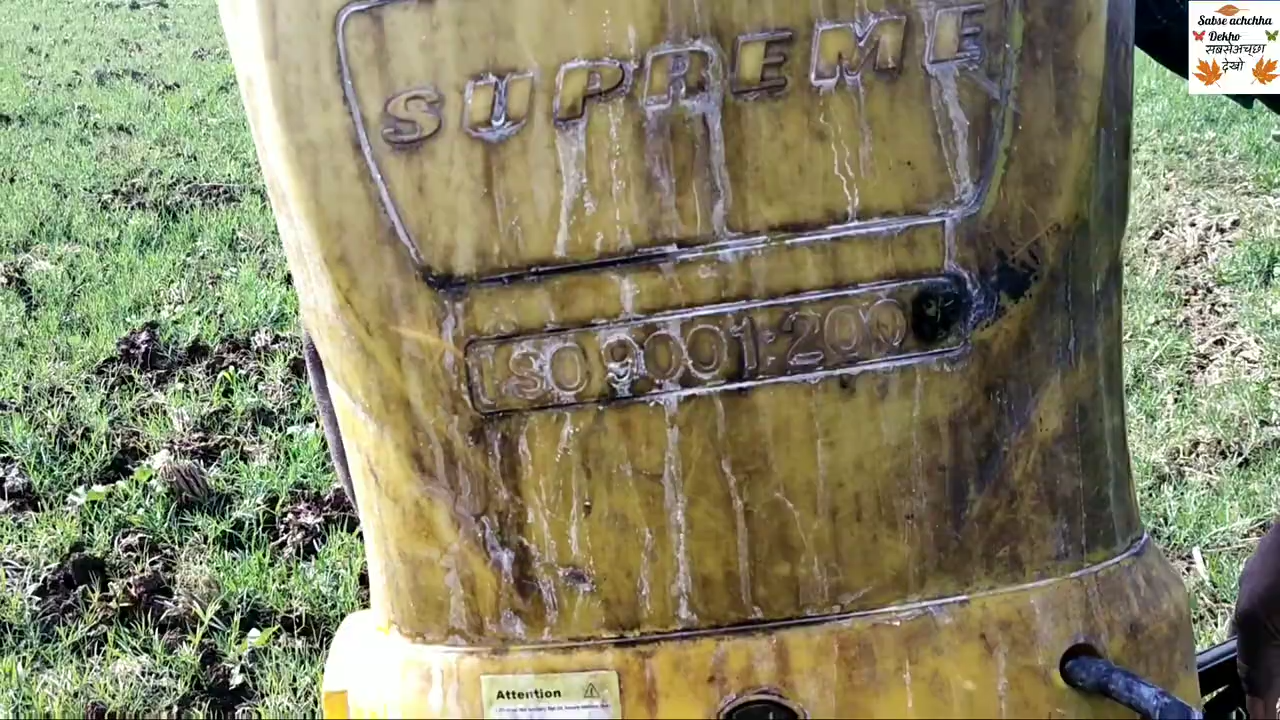 SUPREME
ISO 9001:200
Attention
Sabse achchha
Dekho
सबसेअच्छा
देखो